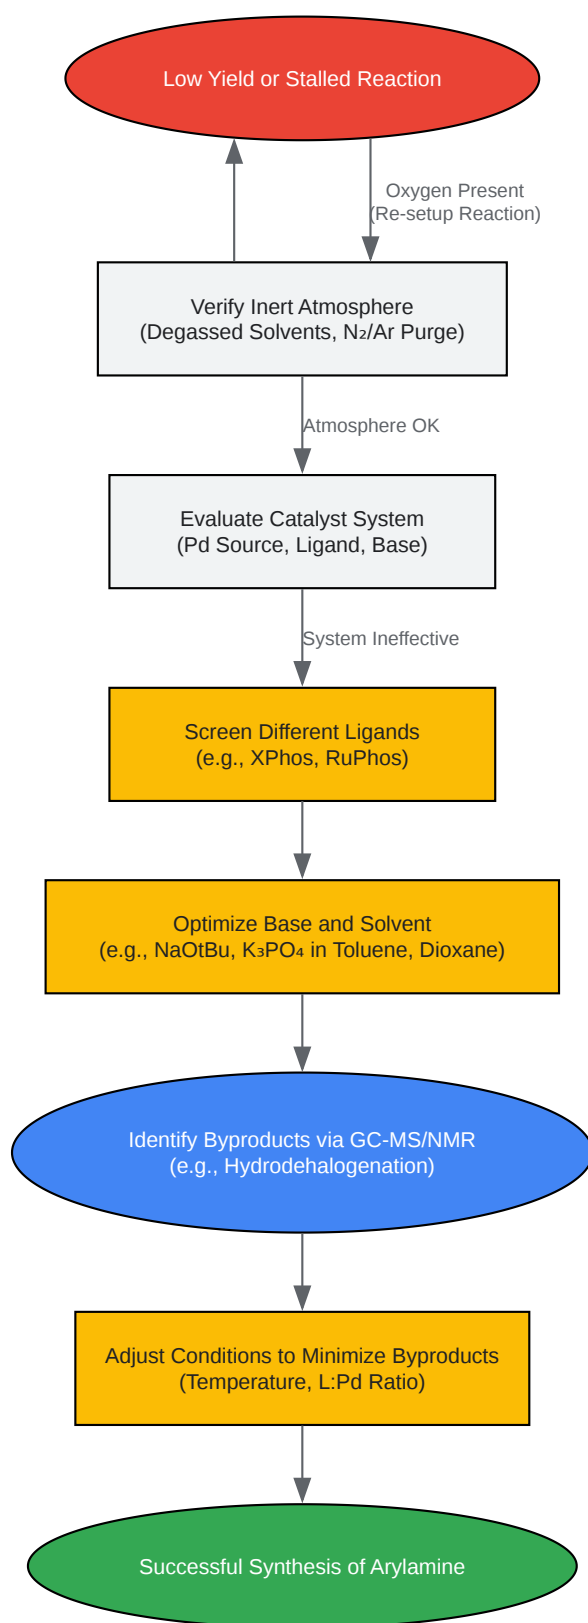 Low Yield or Stalled Reaction
Oxygen Present
(Re-setup Reaction)
Verify Inert Atmosphere
(Degassed Solvents, N₂/Ar Purge)
Atmosphere OK
Evaluate Catalyst System
(Pd Source, Ligand, Base)
System Ineffective
Screen Different Ligands
(e.g., XPhos, RuPhos)
Optimize Base and Solvent
(e.g., NaOtBu, K₃PO₄ in Toluene, Dioxane)
Identify Byproducts via GC-MS/NMR
(e.g., Hydrodehalogenation)
Adjust Conditions to Minimize Byproducts
(Temperature, L:Pd Ratio)
Successful Synthesis of Arylamine